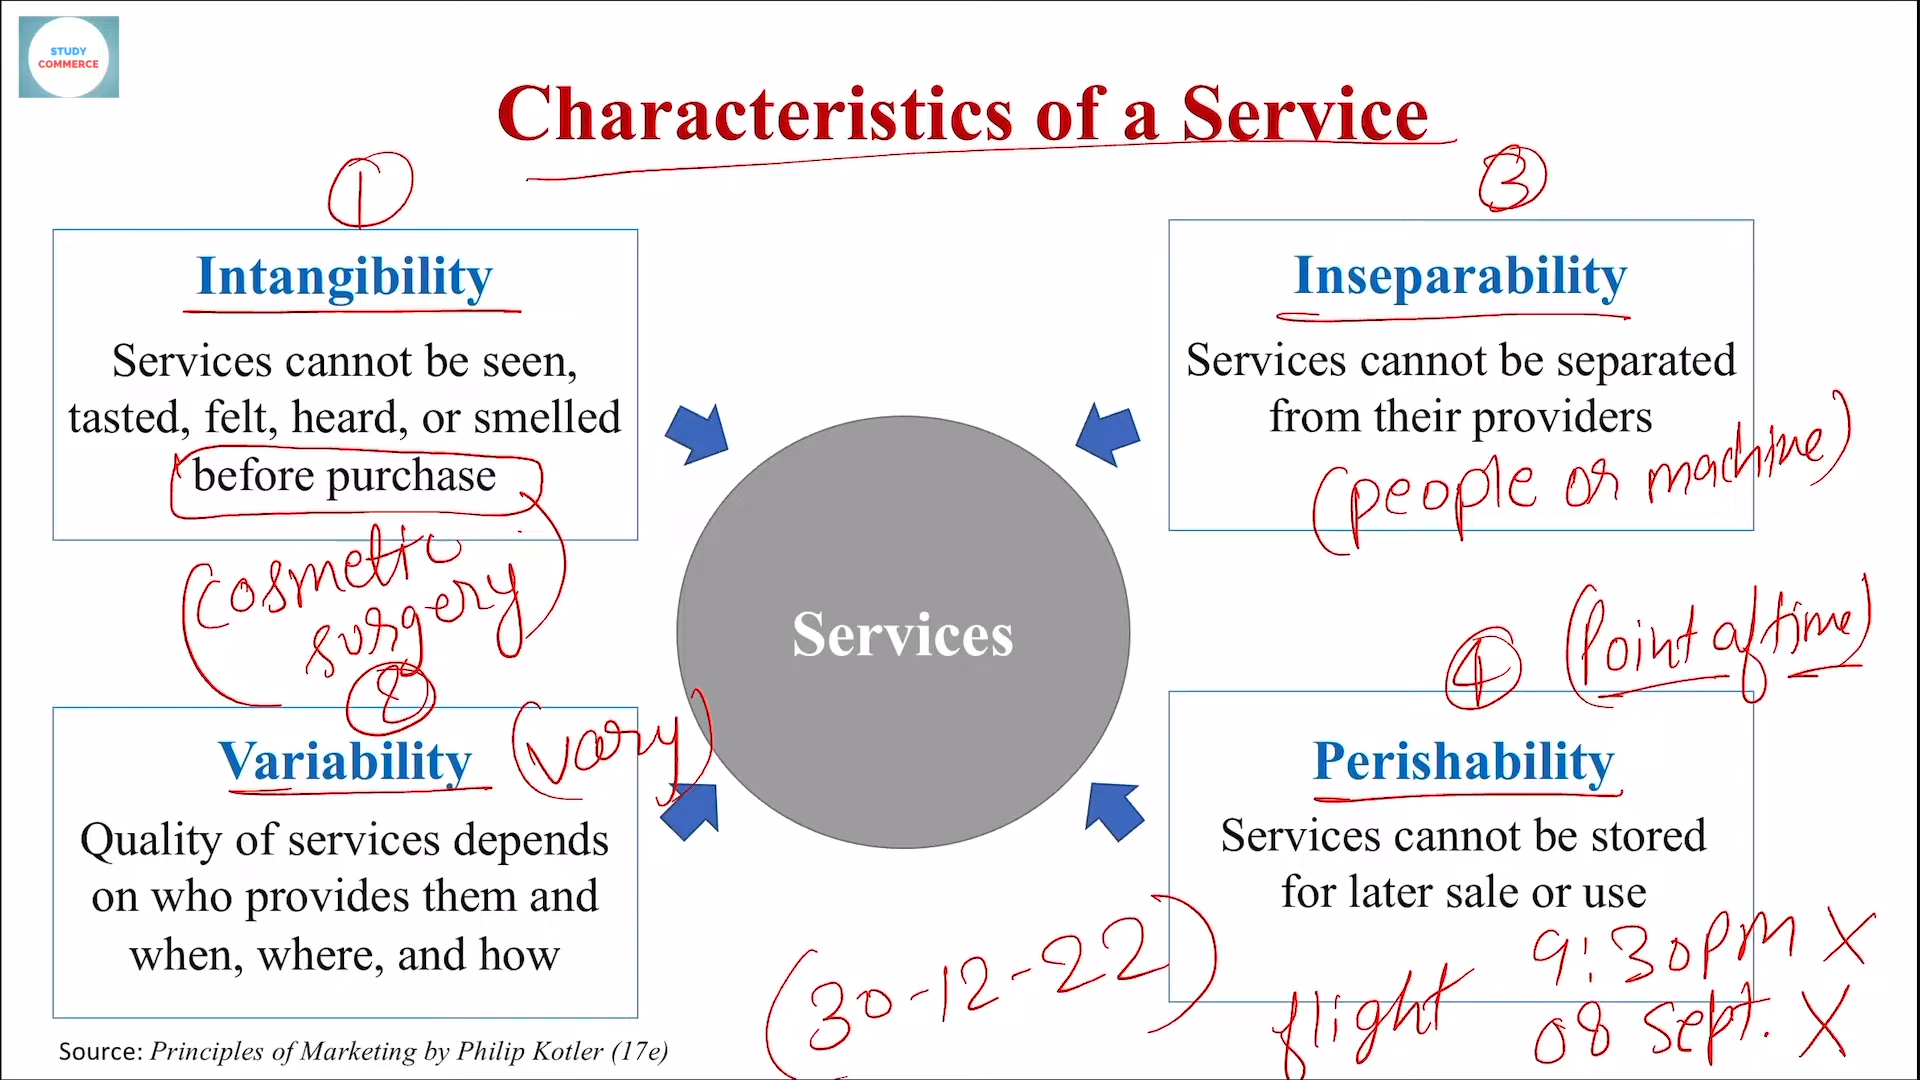 STUDY
COMMERCE
Characteristics of a Service
1
Intangibility
Services cannot be seen,
tasted, felt, heard, or smelled
before purchase
(cosmetic
surgery)
2
Variability
(vary)
Quality of services depends
on who provides them and
when, where, and how
3
Inseparability
Services cannot be separated
from their providers
(people or machine)
4
(Point of time)
Perishability
Services cannot be stored
for later sale or use
9:30PM X
flight
08 Sept. X
(30-12-22)
Services
Source: Principles of Marketing by Philip Kotler (17e)